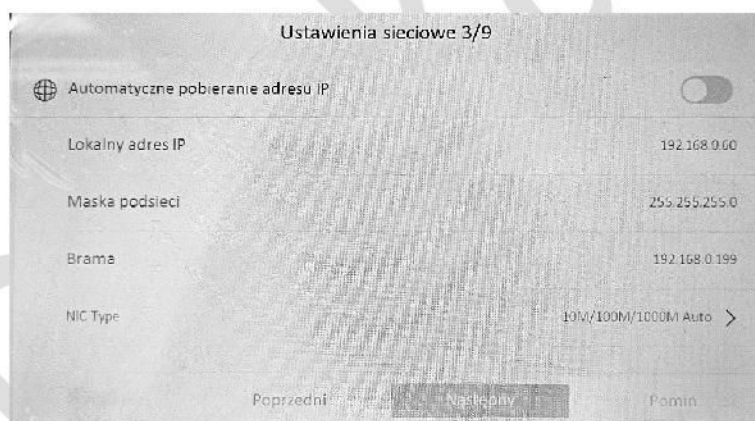 Ustawienia sieciowe 3/9
Automatyczne pobieranie adresu IP
Lokalny adres IP 192.168.0.60
Maska podsieci 255.255.255.0
Brama 192.168.0.199
NIC Type 10M/100M/1000M Auto >
Poprzedni Następny Pomin